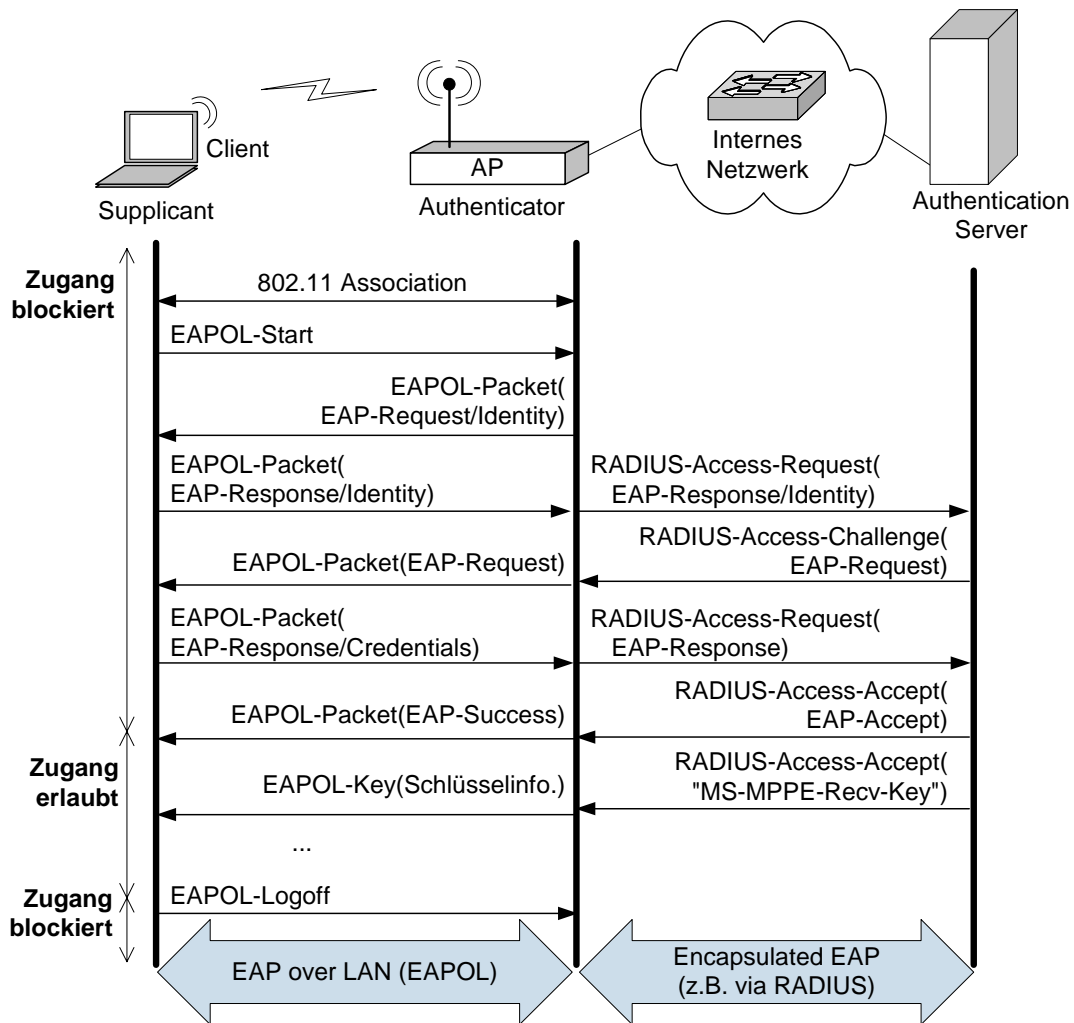 Client
Supplicant
AP
Authenticator
Internes
Netzwerk
Authentication
Server
Zugang
blockiert
802.11 Association
EAPOL-Start
EAPOL-Packet(
EAP-Request/Identity)
EAPOL-Packet(
EAP-Response/Identity)
RADIUS-Access-Request(
EAP-Response/Identity)
RADIUS-Access-Challenge(
EAP-Request)
EAPOL-Packet(EAP-Request)
EAPOL-Packet(
EAP-Response/Credentials)
RADIUS-Access-Request(
EAP-Response)
RADIUS-Access-Accept(
EAP-Accept)
EAPOL-Packet(EAP-Success)
Zugang
erlaubt
RADIUS-Access-Accept(
"MS-MPPE-Recv-Key")
EAPOL-Key(Schlüsselinfo.)
...
Zugang
blockiert
EAPOL-Logoff
EAP over LAN (EAPOL)
Encapsulated EAP
(z.B. via RADIUS)